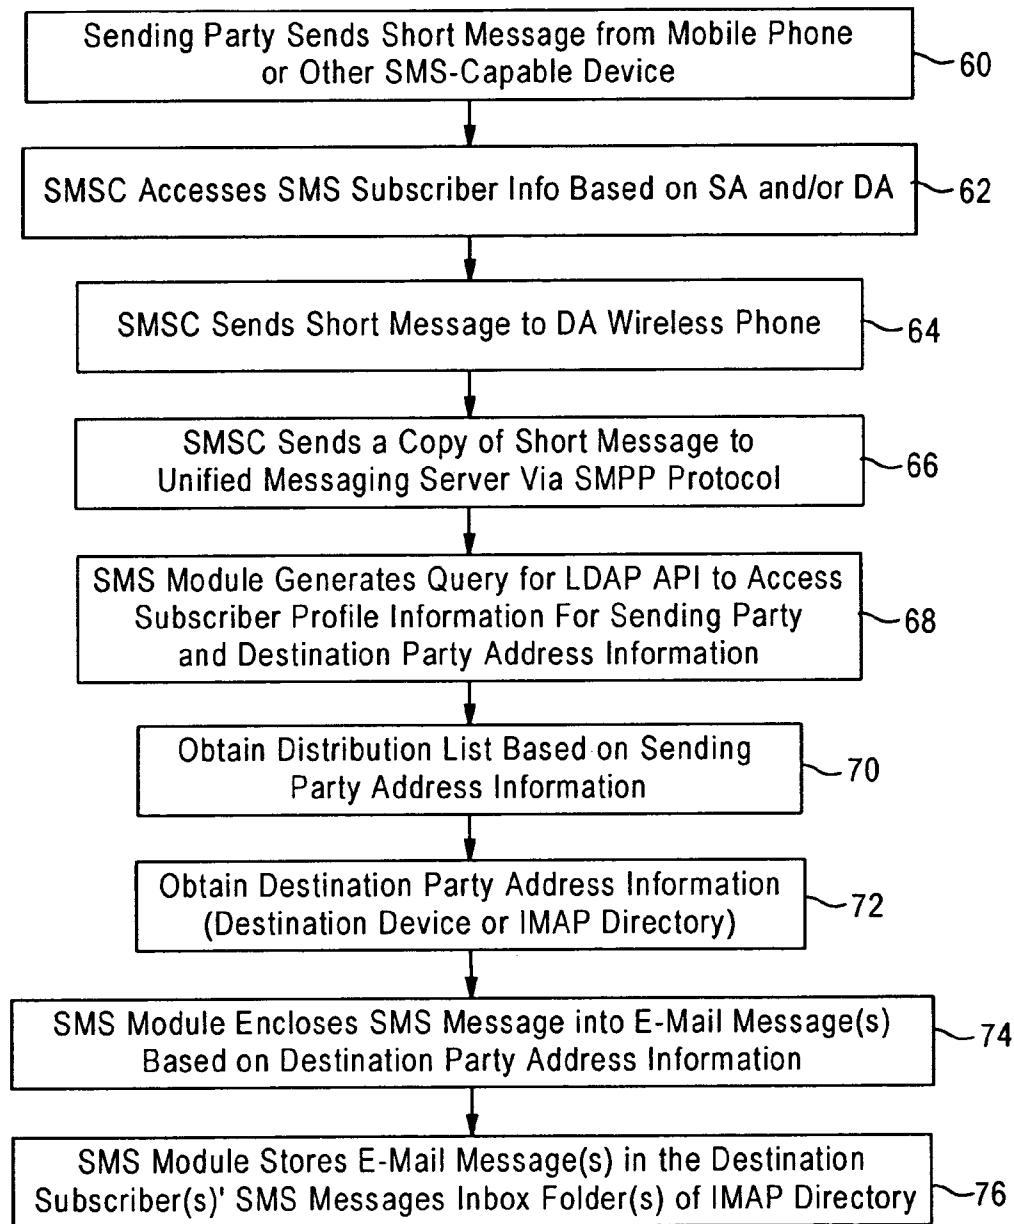 Sending Party Sends Short Message from Mobile Phone
or Other SMS-Capable Device
60
SMSC Accesses SMS Subscriber Info Based on SA and/or DA
62
SMSC Sends Short Message to DA Wireless Phone
64
SMSC Sends a Copy of Short Message to
Unified Messaging Server Via SMPP Protocol
66
SMS Module Generates Query for LDAP API to Access
Subscriber Profile Information For Sending Party
and Destination Party Address Information
68
Obtain Distribution List Based on Sending
Party Address Information
70
Obtain Destination Party Address Information
(Destination Device or IMAP Directory)
72
SMS Module Encloses SMS Message into E-Mail Message(s)
Based on Destination Party Address Information
74
SMS Module Stores E-Mail Message(s) in the Destination
Subscriber(s)' SMS Messages Inbox Folder(s) of IMAP Directory
76